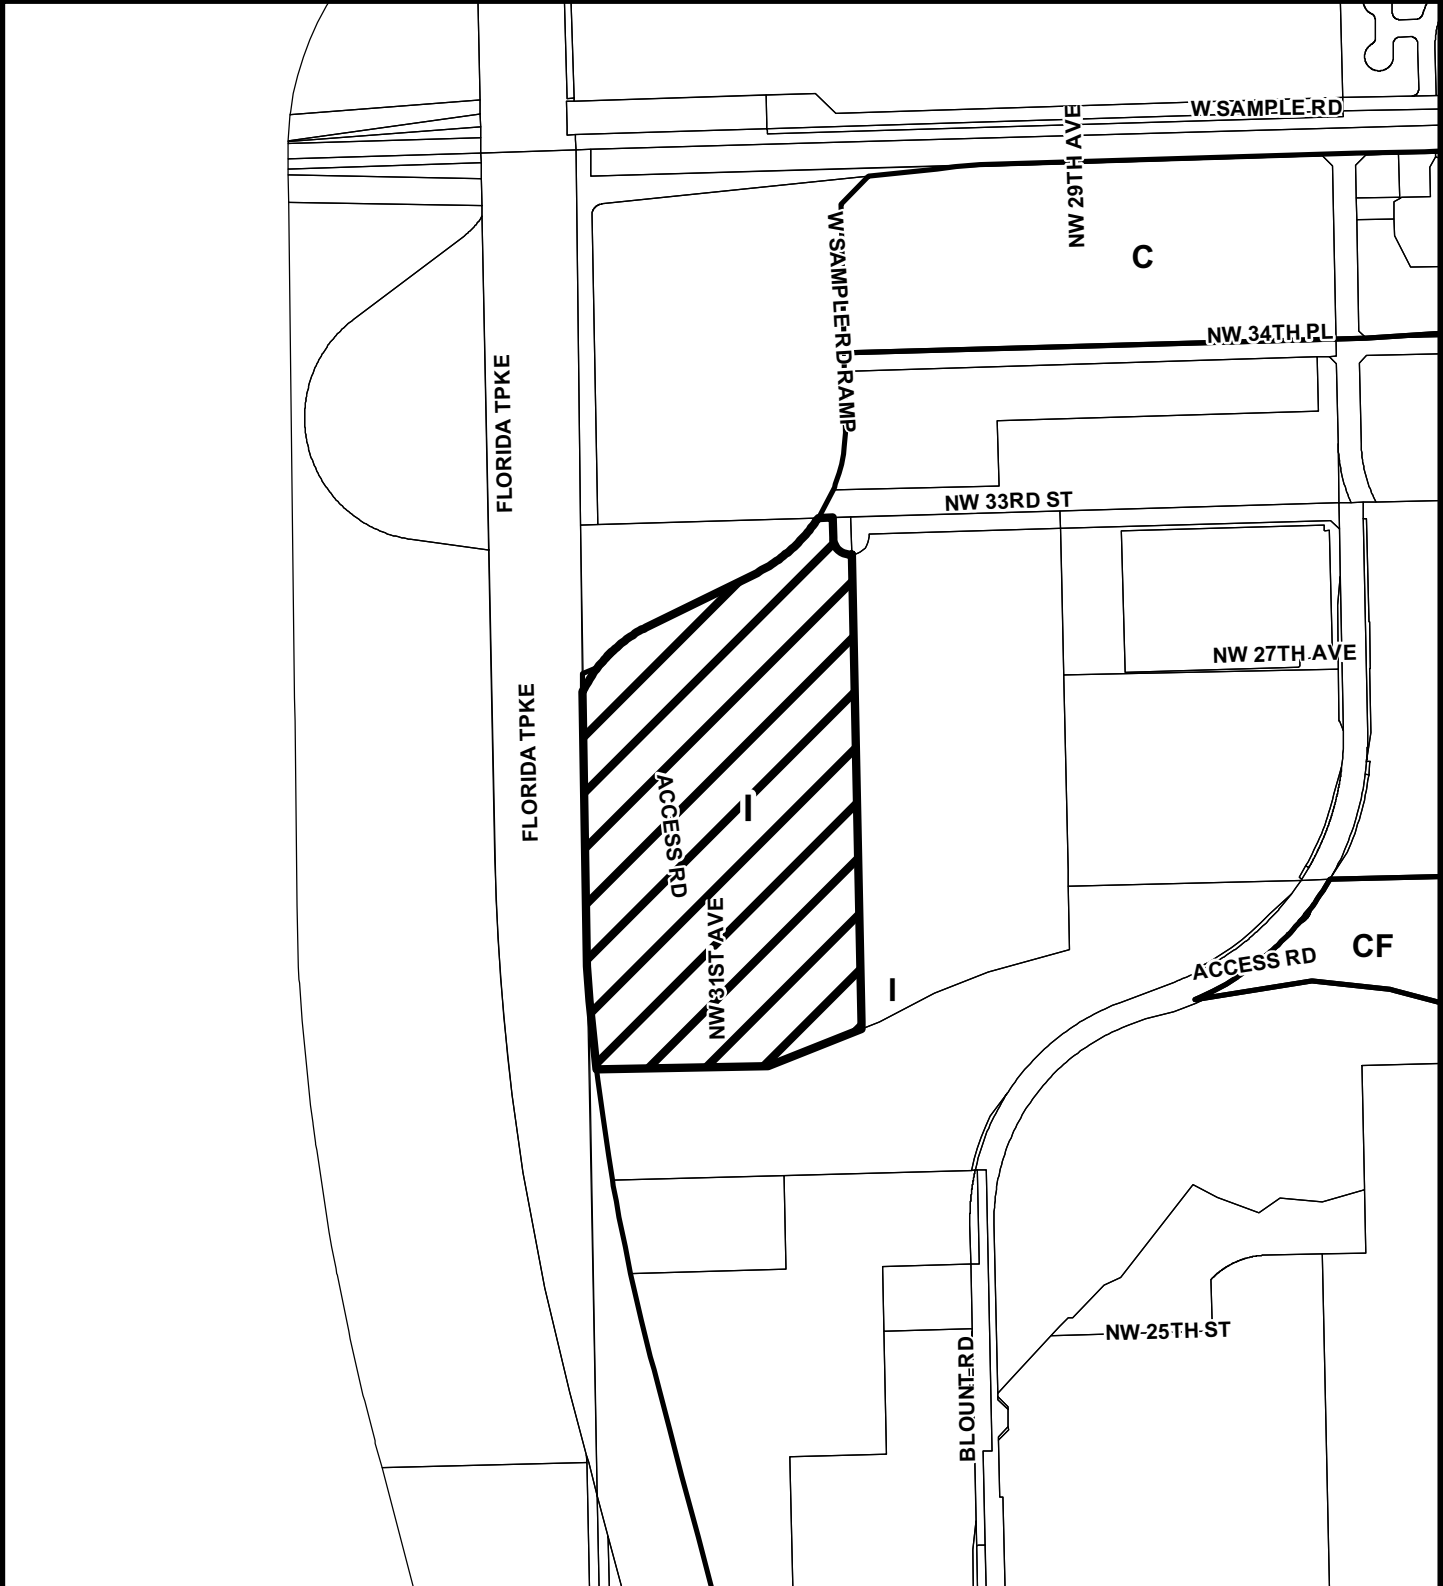 W SAMPLE RD
NW 29TH AVE
W SAMPLE RD RAMP
C
NW 34TH PL
FLORIDA TPKE
NW 33RD ST
NW 27TH AVE
FLORIDA TPKE
ACCESS RD
I
NW 31ST AVE
CF
ACCESS RD
I
NW 25TH ST
BLOUNT RD